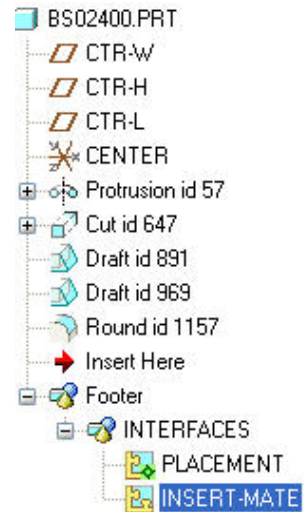 BS02400.PRT
CTR-W
CTR-H
CTR-L
CENTER
Protrusion id 57
Cut id 647
Draft id 891
Draft id 969
Round id 1157
Insert Here
Footer
INTERFACES
PLACEMENT
INSERT-MATE